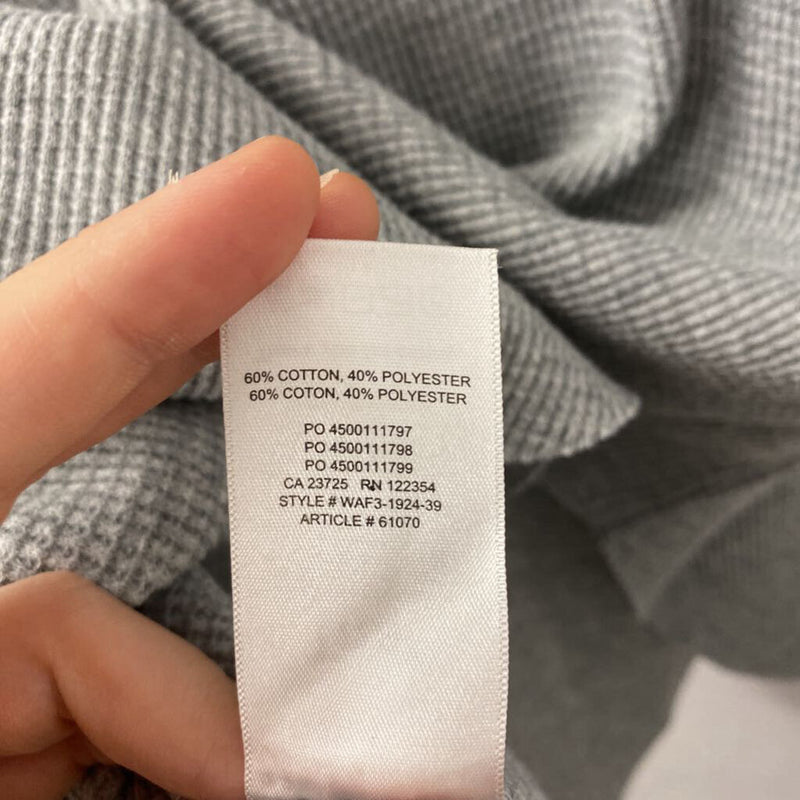 60% COTTON, 40% POLYESTER
60% COTON, 40% POLYESTER
PO 4500111797
PO 4500111798
PO 4500111799
CA 23725 RN 122354
STYLE # WAF3-1924-39
ARTICLE # 61070